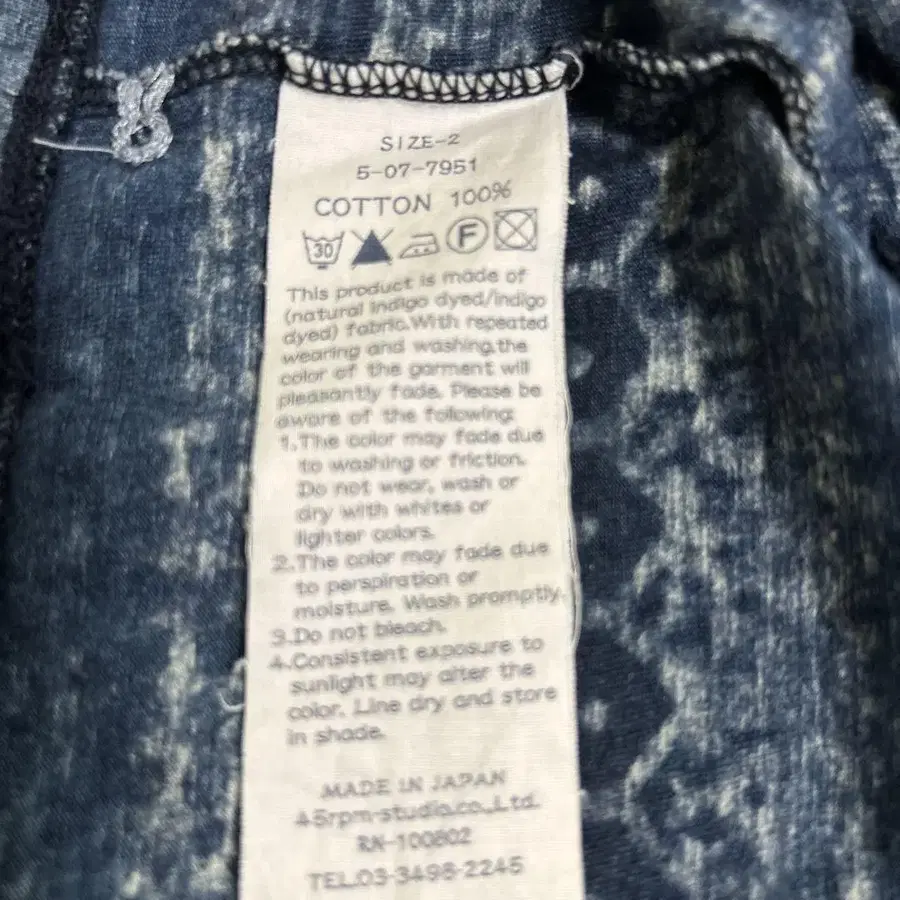 SIZE-2
5-07-7951
COTTON 100%
30 F
This product is made of
(natural indigo dyed/indigo
dyed) fabric.With repeated
wearing and washing,the
color of the garment will
pleasantly fade. Please be
aware of the following:
1.The color may fade due
to washing or friction.
Do not wear, wash or
dry with whites or
lighter colors.
2.The color may fade due
to perspiration or
moisture. Wash promptly.
3.Do not bleach.
4.Consistent exposure to
sunlight may alter the
color. Line dry and store
in shade.
MADE IN JAPAN
45rpm-studio.co.,Ltd.
RN-100802
TEL.03-3498-2245